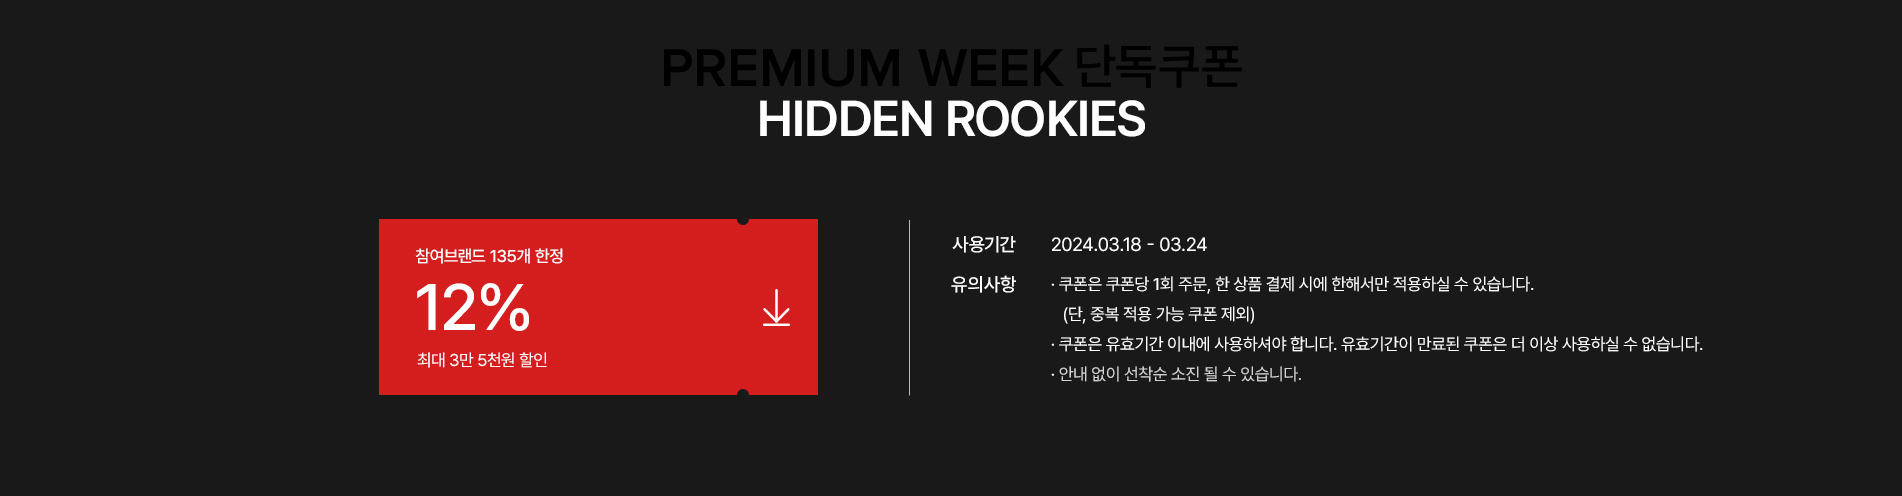 PREMIUM WEEK 단독쿠폰
HIDDEN ROOKIES
참여브랜드 135개 한정
12%
최대 3만 5천원 할인
사용기간 2024.03.18 - 03.24
유의사항 · 쿠폰은 쿠폰당 1회 주문, 한 상품 결제 시에 한해서만 적용하실 수 있습니다.
(단, 중복 적용 가능 쿠폰 제외)
· 쿠폰은 유효기간 이내에 사용하셔야 합니다. 유효기간이 만료된 쿠폰은 더 이상 사용하실 수 없습니다.
· 안내 없이 선착순 소진 될 수 있습니다.